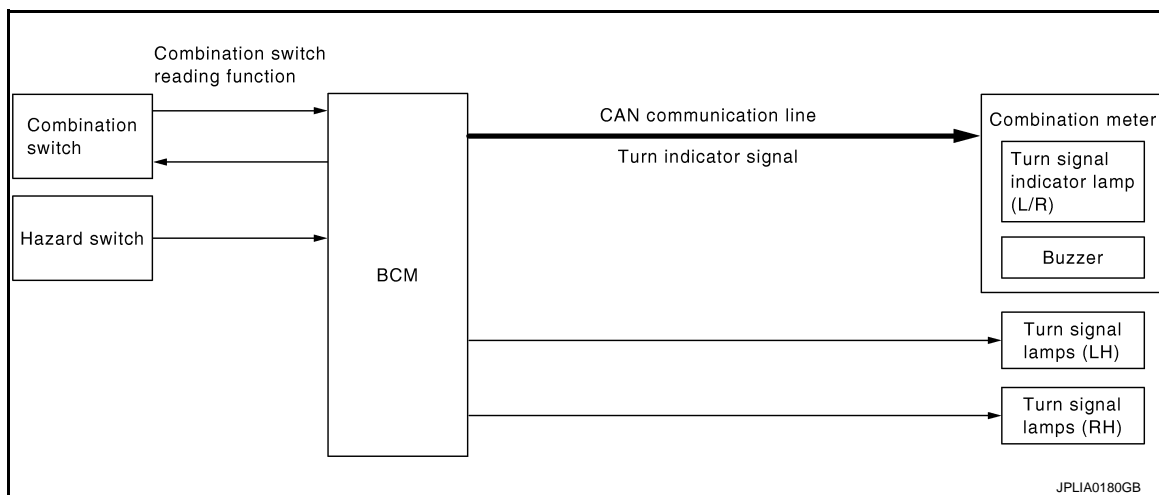 Combination switch
reading function
Combination
switch
Hazard switch
BCM
CAN communication line
Turn indicator signal
Combination meter
Turn signal
indicator lamp
(L/R)
Buzzer
Turn signal
lamps (LH)
Turn signal
lamps (RH)
JPLIA0180GB